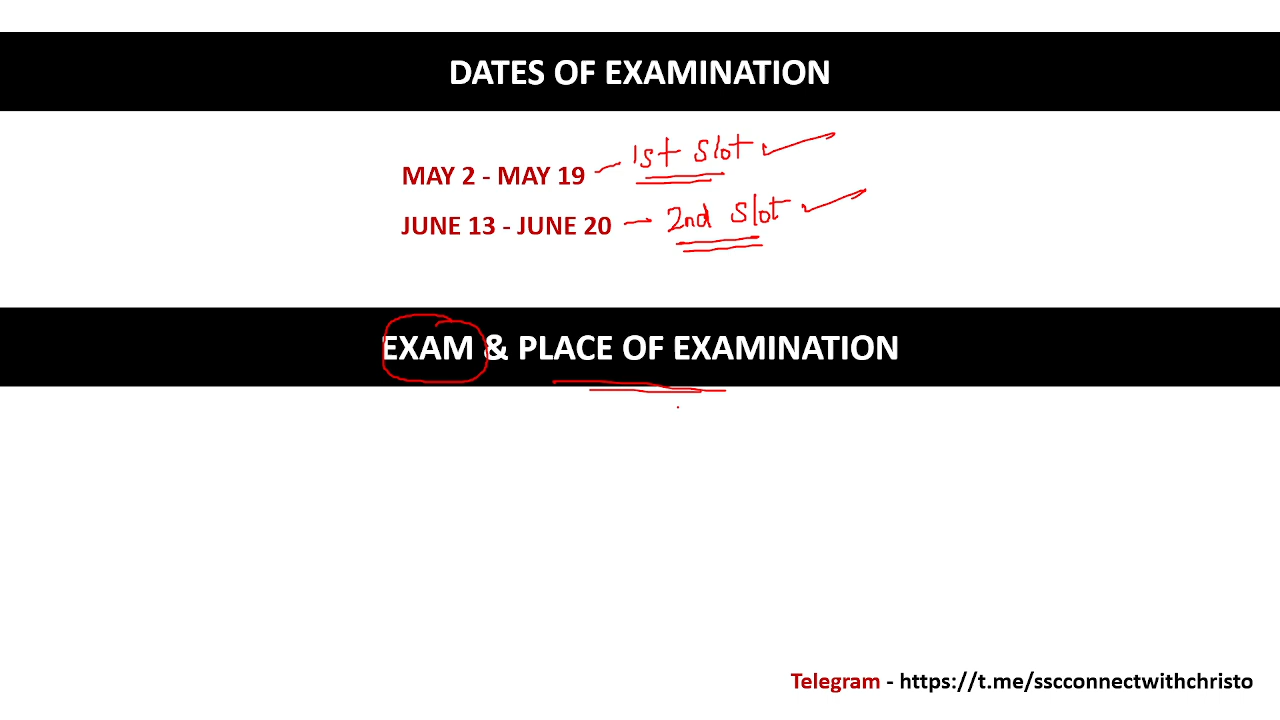 DATES OF EXAMINATION
MAY 2 - MAY 19 - 1st Slot
JUNE 13 - JUNE 20 - 2nd Slot
EXAM & PLACE OF EXAMINATION
Telegram - https://t.me/sscconnectwithchristo